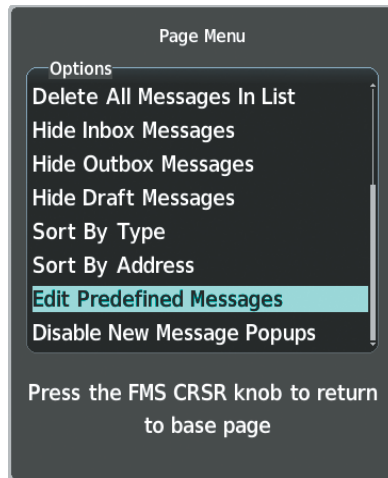 Page Menu
Options
Delete All Messages In List
Hide Inbox Messages
Hide Outbox Messages
Hide Draft Messages
Sort By Type
Sort By Address
Edit Predefined Messages
Disable New Message Popups
Press the FMS CRSR knob to return
to base page